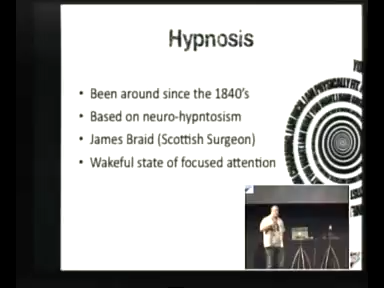 Hypnosis
• Been around since the 1840's
• Based on neuro-hypntosism
• James Braid (Scottish Surgeon)
• Wakeful state of focused attention